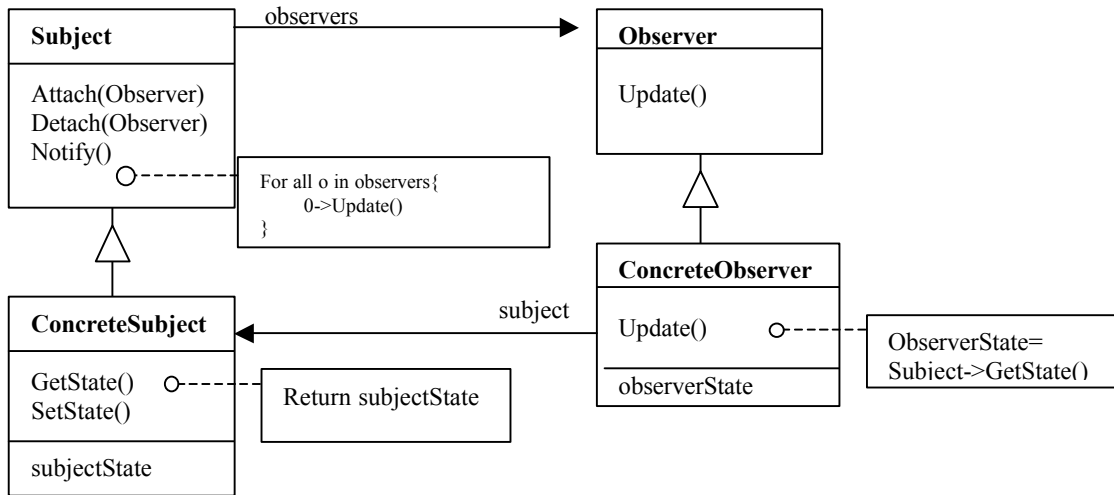 observers
Subject
Attach(Observer)
Detach(Observer)
Notify()
For all o in observers{
0->Update()
}
Observer
Update()
ConcreteSubject
GetState()
SetState()
subjectState
Return subjectState
subject
ConcreteObserver
Update()
observerState
ObserverState=
Subject->GetState()